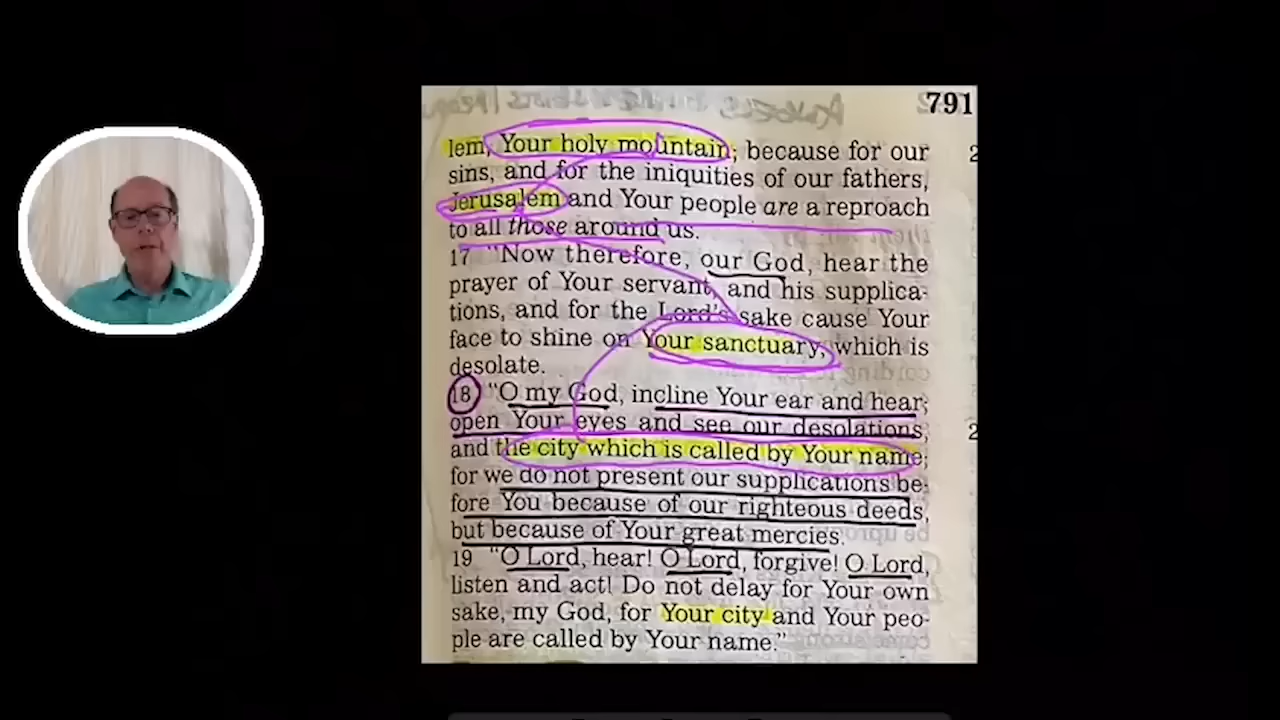 791
lem, Your holy mountain; because for our
sins, and for the iniquities of our fathers,
Jerusalem and Your people are a reproach
to all those around us.
17 "Now therefore, our God, hear the
prayer of Your servant, and his supplica-
tions, and for the Lord's sake cause Your
face to shine on Your sanctuary, which is
desolate.
18 "O my God, incline Your ear and hear;
open Your eyes and see our desolations,
and the city which is called by Your name;
for we do not present our supplications be-
fore You because of our righteous deeds,
but because of Your great mercies.
19 "O Lord, hear! O Lord, forgive! O Lord,
listen and act! Do not delay for Your own
sake, my God, for Your city and Your peo-
ple are called by Your name."